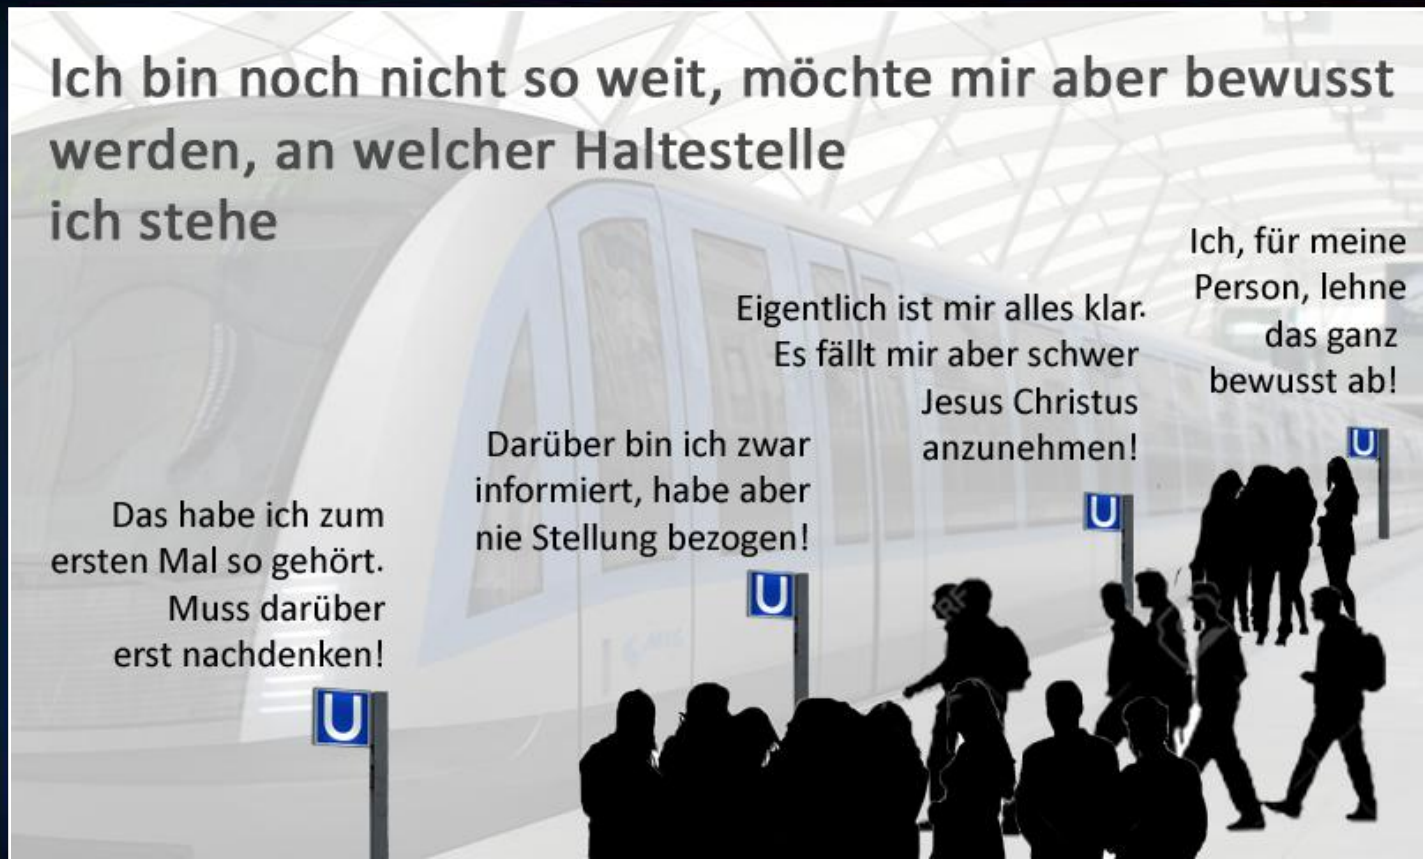 Ich bin noch nicht so weit, möchte mir aber bewusst
werden, an welcher Haltestelle
ich stehe
Das habe ich zum
ersten Mal so gehört.
Muss darüber
erst nachdenken!
U
Darüber bin ich zwar
informiert, habe aber
nie Stellung bezogen!
U
Eigentlich ist mir alles klar.
Es fällt mir aber schwer
Jesus Christus
anzunehmen!
U
Ich, für meine
Person, lehne
das ganz
bewusst ab!
U